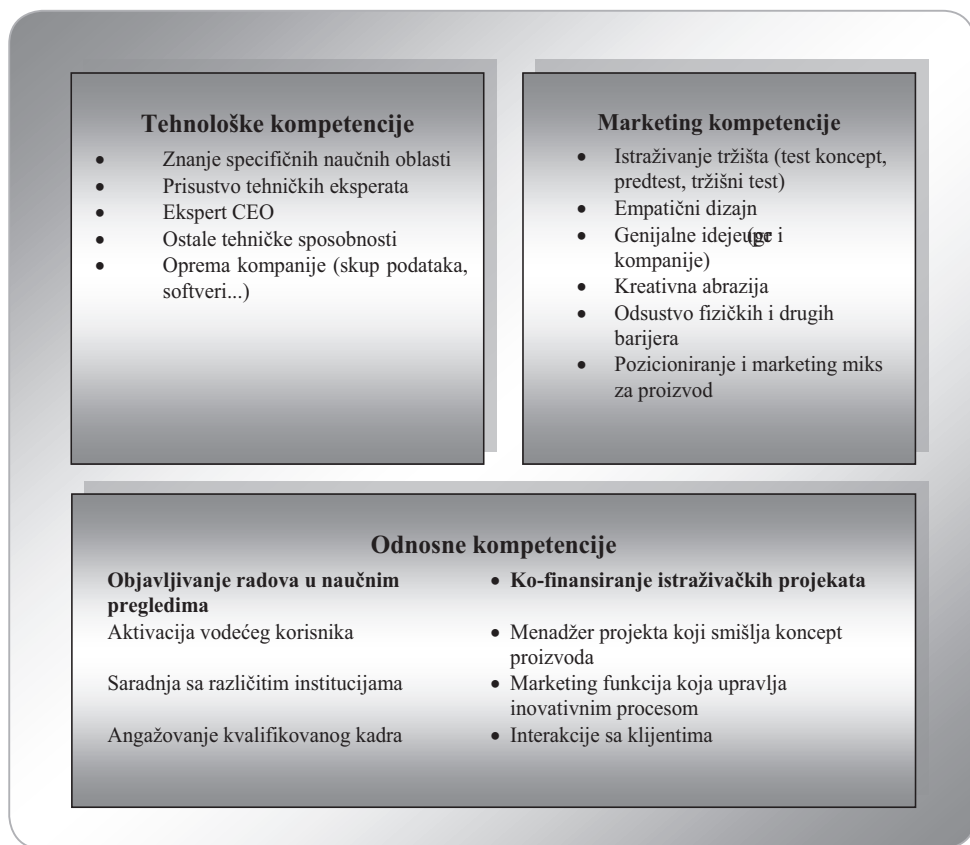 Tehnološke kompetencije
• Znanje specifičnih naučnih oblasti
• Prisustvo tehničkih eksperata
• Ekspert CEO
• Ostale tehničke sposobnosti
• Oprema kompanije (skup podataka,
softveri...)
Marketing kompetencije
• Istraživanje tržišta (test koncept,
predtest, tržišni test)
• Empatični dizajn
• Genijalne ideje i
kompanije)
• Kreativna abrazija
• Odsustvo fizičkih i drugih
barijera
• Pozicioniranje i marketing miks
za proizvod
Odnosne kompetencije
Objavljivanje radova u naučnim
pregledima
• Ko-finansiranje istraživačkih projekata
Aktivacija vodećeg korisnika
• Menadžer projekta koji smišlja koncept
proizvoda
Saradnja sa različitim institucijama
• Marketing funkcija koja upravlja
inovativnim procesom
Angažovanje kvalifikovanog kadra
• Interakcije sa klijentima